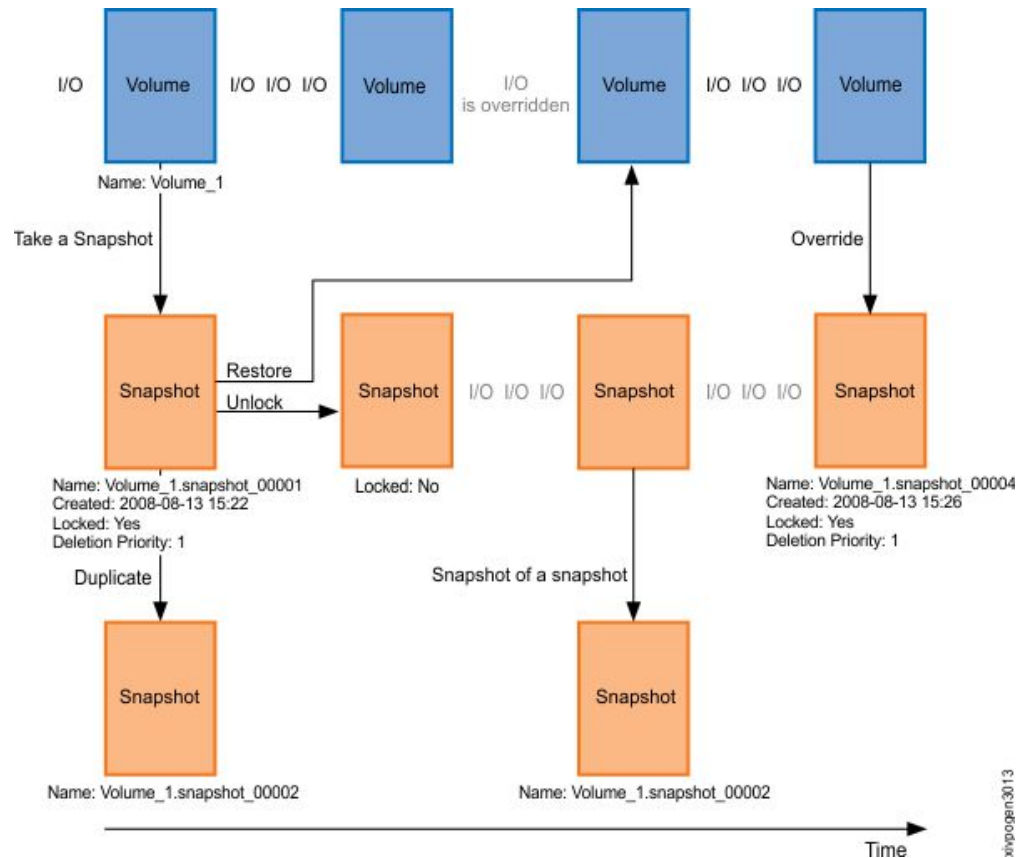 I/O
Volume
I/O I/O I/O
Volume
I/O
is overridden
Volume
I/O I/O I/O
Volume
Name: Volume_1
Take a Snapshot
Override
Snapshot
Restore
Unlock
Snapshot
I/O I/O I/O
Snapshot
I/O I/O I/O
Snapshot
Name: Volume_1.snapshot_00001
Created: 2008-08-13 15:22
Locked: Yes
Deletion Priority: 1
Locked: No
Name: Volume_1.snapshot_00004
Created: 2008-08-13 15:26
Locked: Yes
Deletion Priority: 1
Duplicate
Snapshot of a snapshot
Snapshot
Snapshot
Name: Volume_1.snapshot_00002
Name: Volume_1.snapshot_00002
Time
xivpogen3013